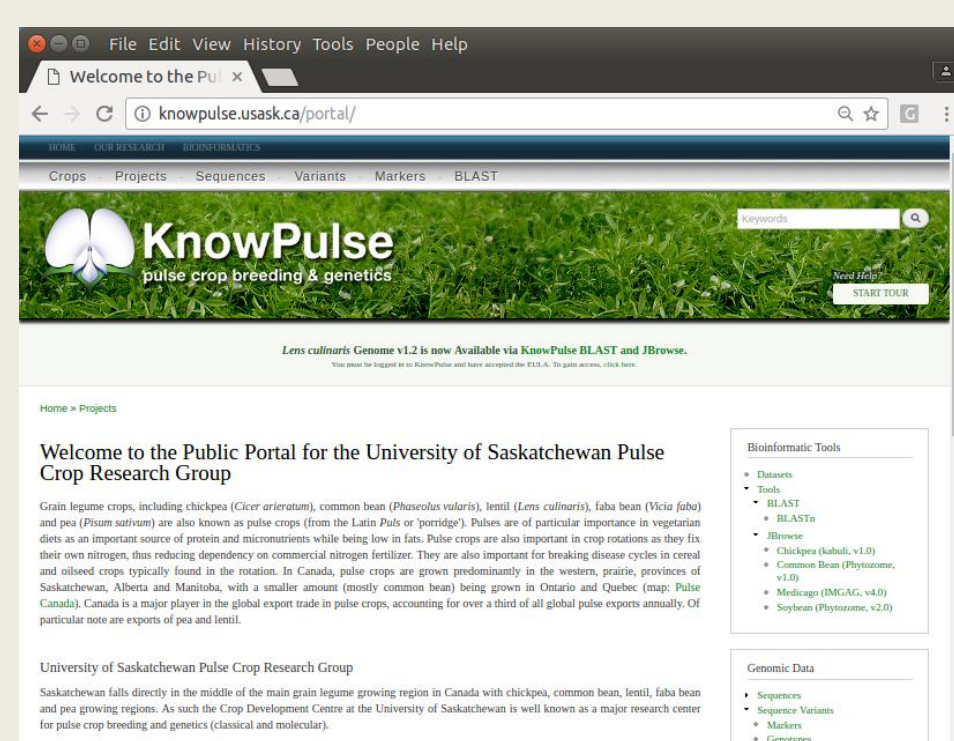 File Edit View History Tools People Help
Welcome to the Pul
knowpulse.usask.ca/portal/
HOME OUR RESEARCH BIOINFORMATICS
Crops Projects Sequences Variants Markers BLAST
KnowPulse
pulse crop breeding & genetics
Keywords
Need Help?
START TOUR
Lens culinaris Genome v1.2 is now Available via KnowPulse BLAST and JBrowse.
You must be logged in to KnowPulse and have accepted the EULA. To gain access, click here.
Home » Projects
Welcome to the Public Portal for the University of Saskatchewan Pulse
Crop Research Group
Grain legume crops, including chickpea (Cicer arieratum), common bean (Phaseolus vularis), lentil (Lens culinaris), faba bean (Vicia faba)
and pea (Pisum sativum) are also known as pulse crops (from the Latin Puls or 'porridge'). Pulses are of particular importance in vegetarian
diets as an important source of protein and micronutrients while being low in fats. Pulse crops are also important in crop rotations as they fix
their own nitrogen, thus reducing dependency on commercial nitrogen fertilizer. They are also important for breaking disease cycles in cereal
and oilseed crops typically found in the rotation. In Canada, pulse crops are grown predominantly in the western, prairie, provinces of
Saskatchewan, Alberta and Manitoba, with a smaller amount (mostly common bean) being grown in Ontario and Quebec (map: Pulse
Canada). Canada is a major player in the global export trade in pulse crops, accounting for over a third of all global pulse exports annually. Of
particular note are exports of pea and lentil.
University of Saskatchewan Pulse Crop Research Group
Saskatchewan falls directly in the middle of the main grain legume growing region in Canada with chickpea, common bean, lentil, faba bean
and pea growing regions. As such the Crop Development Centre at the University of Saskatchewan is well known as a major research center
for pulse crop breeding and genetics (classical and molecular).
Bioinformatic Tools
Datasets
Tools
BLAST
BLASTn
JBrowse
Chickpea (kabuli, v1.0)
Common Bean (Phytozome,
v1.0)
Medicago (IMGAG, v4.0)
Soybean (Phytozome, v2.0)
Genomic Data
Sequences
Sequence Variants
Markers
Genotypes